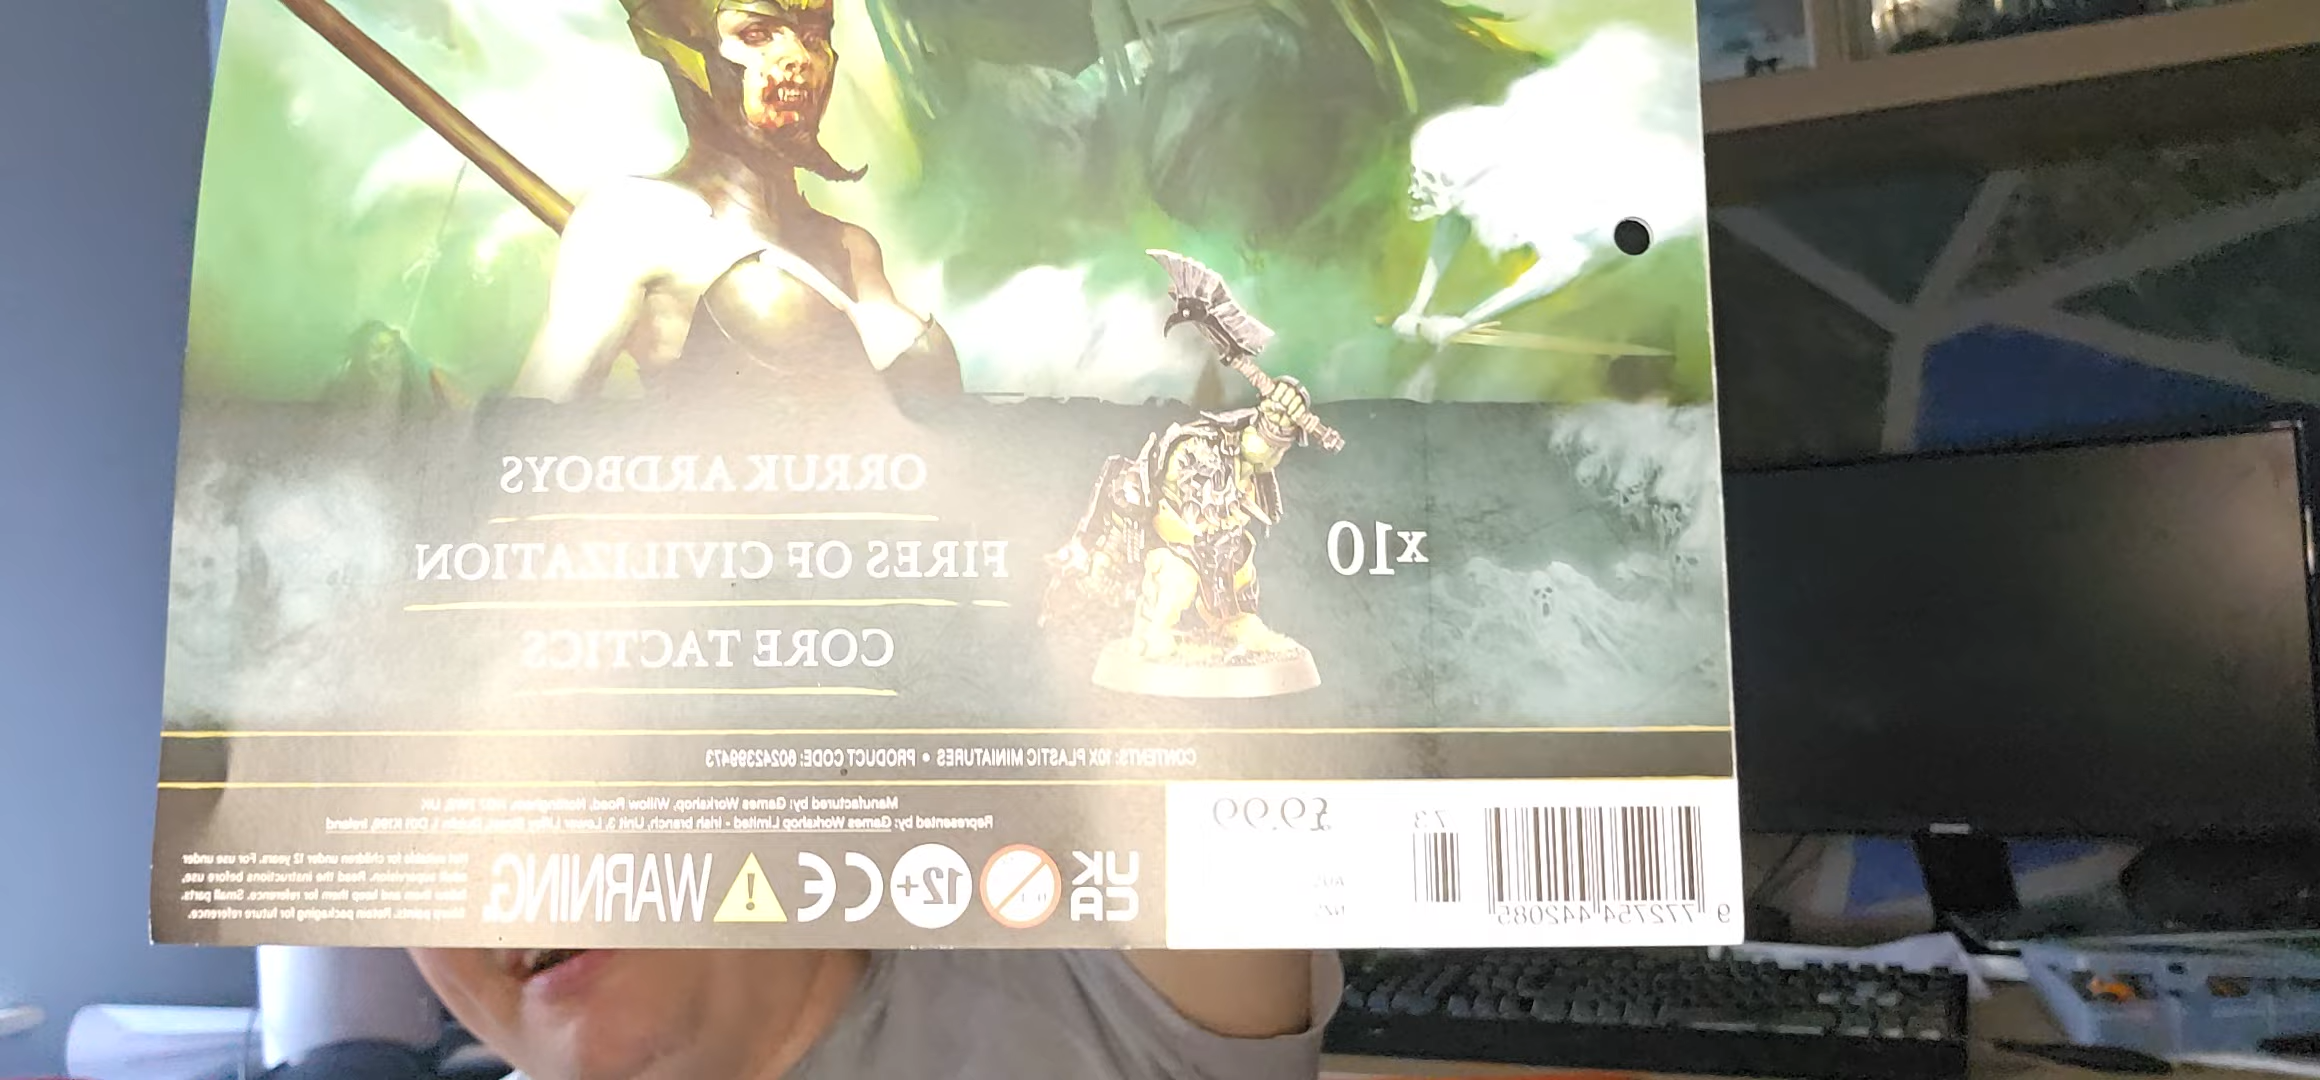 ORRUK ARDBOYS
FIRES OF CIVILIZATION
CORE TACTICS
x10
CONTENTS: 10X PLASTIC MINIATURES • PRODUCT CODE: 60242399473
Manufactured by: Games Workshop, Willow Road, Nottingham, UK
Represented by: Games Workshop Limited - Irish branch, Unit 3, Lower Liffey Street, Dublin 1, D01 K199, Ireland
UK
CA
12+
CE
WARNING
Not suitable for children under 12 years. For use under
adult supervision. Read the instructions before use,
follow them and keep them for reference. Small parts.
Sharp points. Retain packaging for future reference.
£9.99
73
9 772754 442085